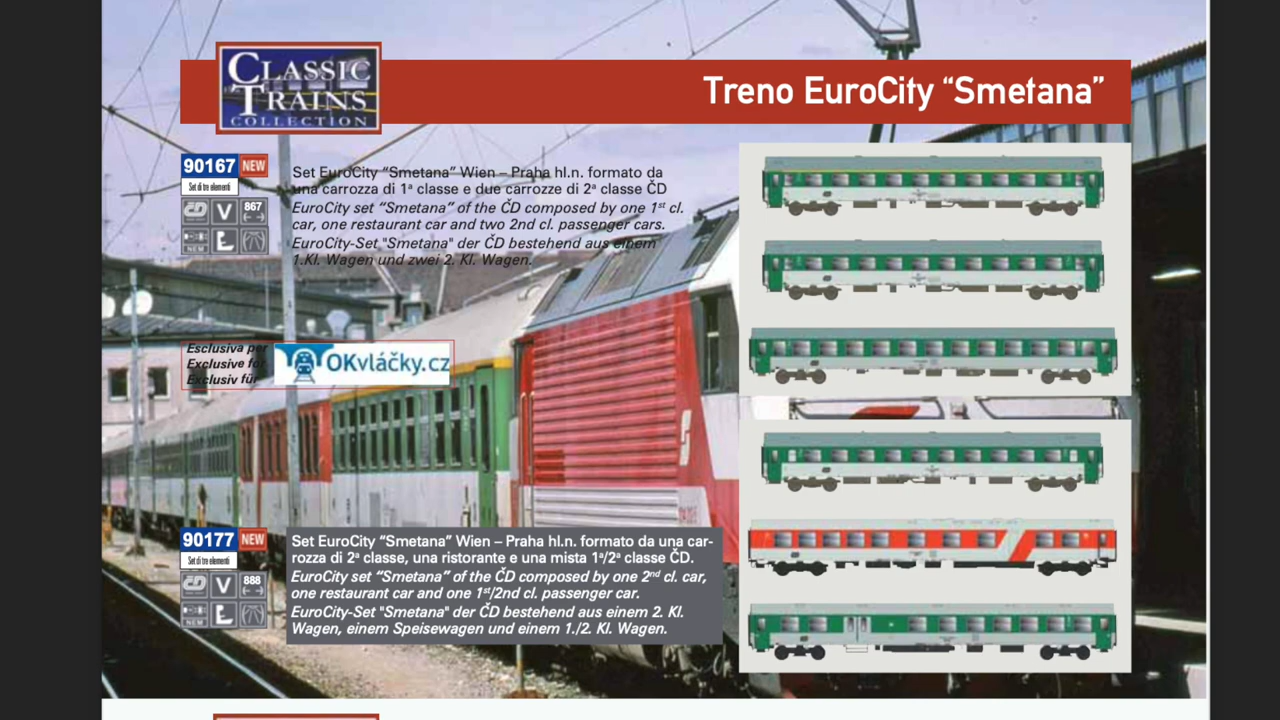 CLASSIC
TRAINS
COLLECTION
Treno EuroCity “Smetana”
90167 NEW
Set di tre elementi
ČD V 867
NEM
Set EuroCity “Smetana” Wien – Praha hl.n. formato da
una carrozza di 1ª classe e due carrozze di 2ª classe ČD
EuroCity set “Smetana” of the ČD composed by one 1st cl.
car, one restaurant car and two 2nd cl. passenger cars.
EuroCity-Set "Smetana" der ČD bestehend aus einem
1.Kl. Wagen und zwei 2. Kl. Wagen.
Esclusiva per
Exclusive for
Exclusiv für
OKvláčky.cz
90177 NEW
Set di tre elementi
ČD V 888
NEM
Set EuroCity “Smetana” Wien – Praha hl.n. formato da una car-
rozza di 2ª classe, una ristorante e una mista 1ª/2ª classe ČD.
EuroCity set “Smetana” of the ČD composed by one 2nd cl. car,
one restaurant car and one 1st/2nd cl. passenger car.
EuroCity-Set "Smetana" der ČD bestehend aus einem 2. Kl.
Wagen, einem Speisewagen und einem 1./2. Kl. Wagen.